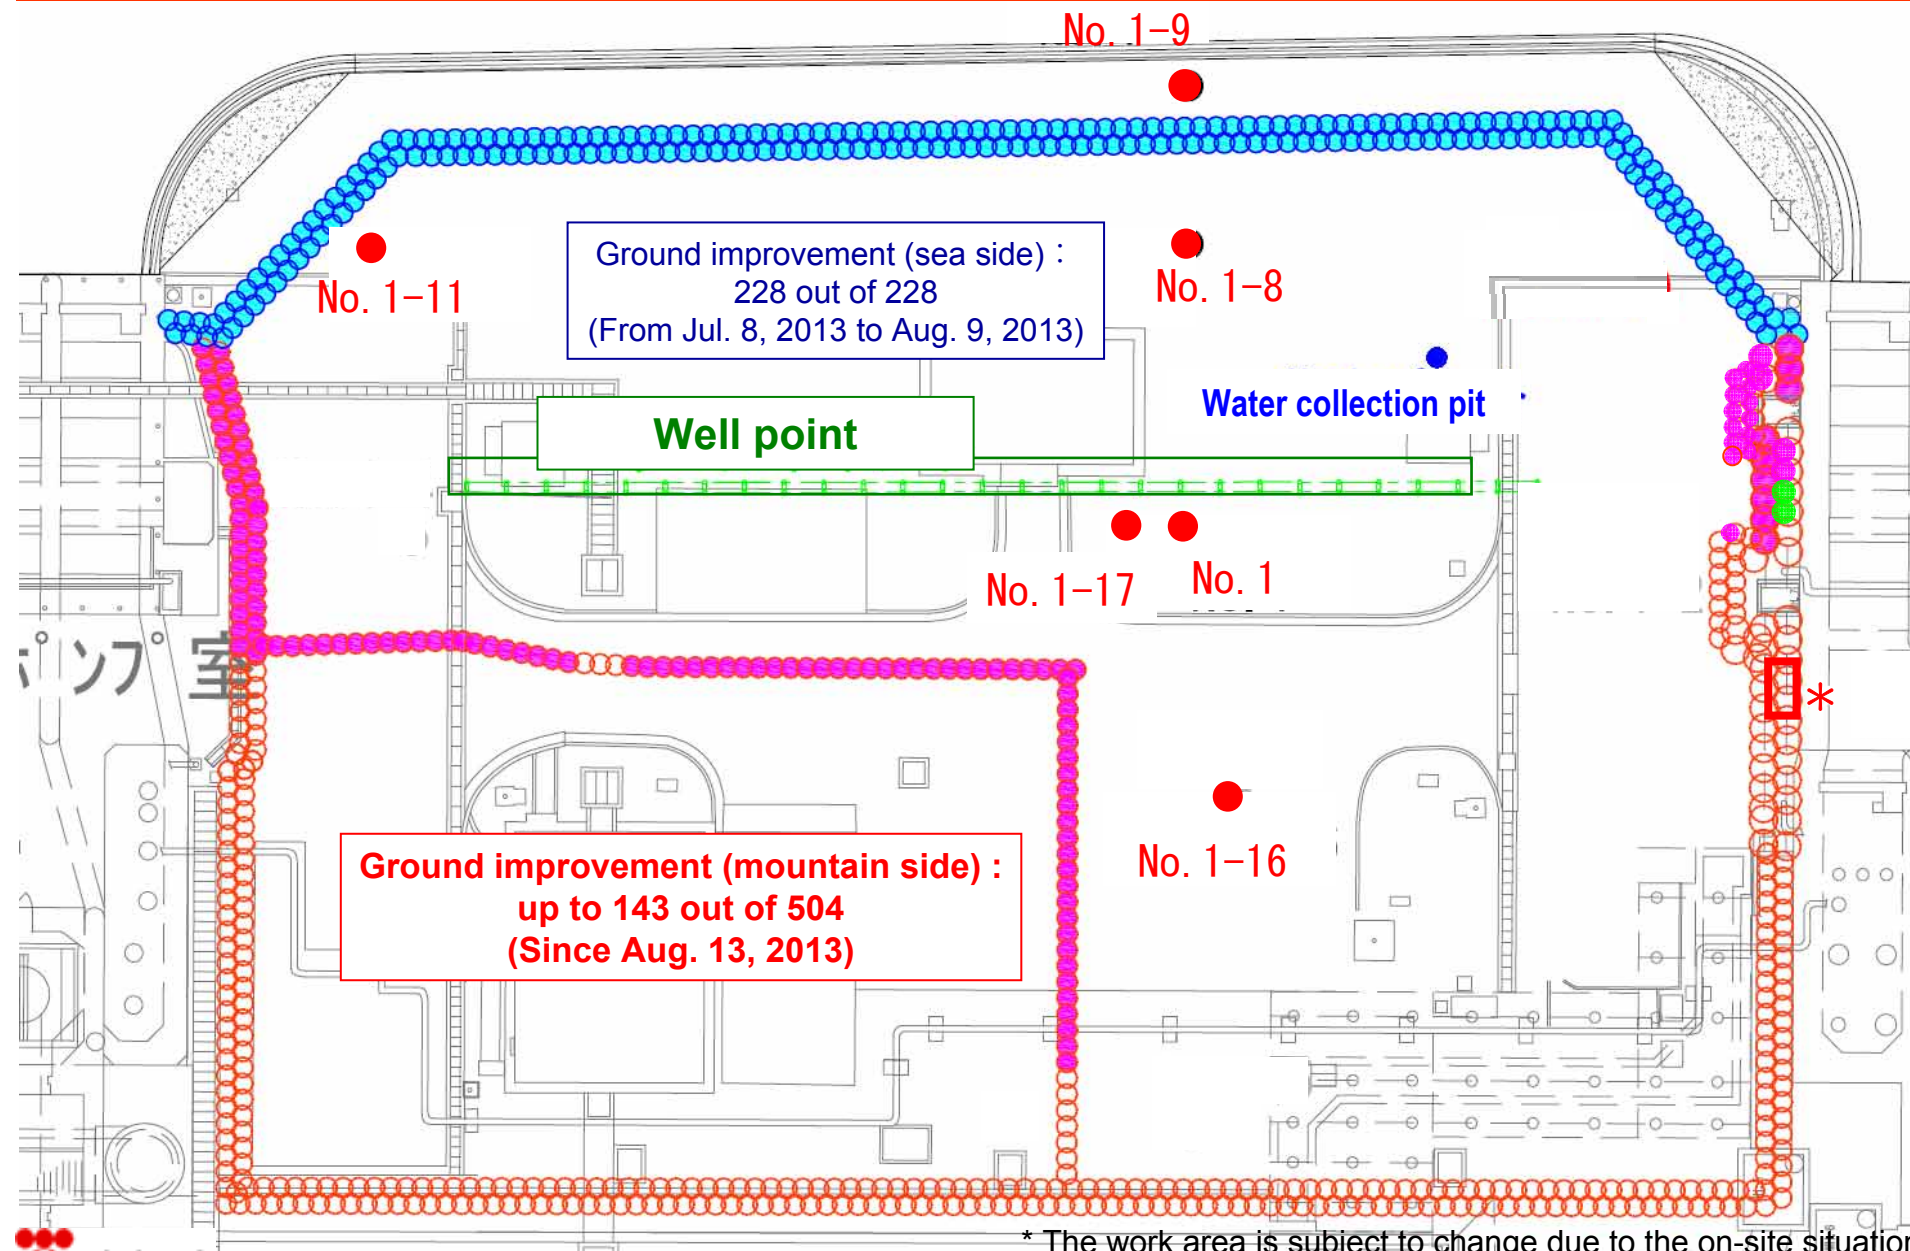 No. 1-9
Ground improvement (sea side) :
228 out of 228
(From Jul. 8, 2013 to Aug. 9, 2013)
No. 1-11
No. 1-8
Water collection pit
Well point
No. 1-17
No. 1
ンプ室
*
No. 1-16
Ground improvement (mountain side) :
up to 143 out of 504
(Since Aug. 13, 2013)
* The work area is subject to change due to the on-site situation